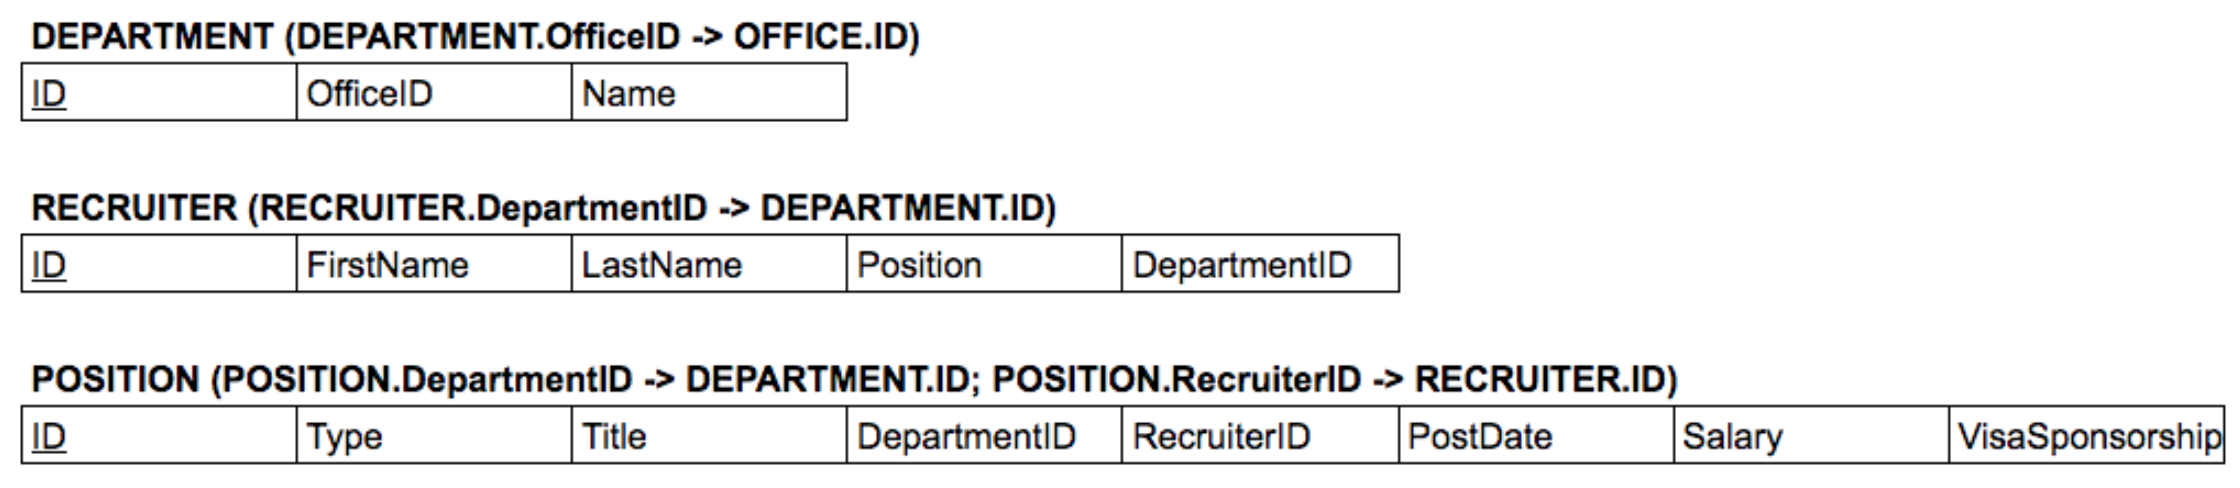 DEPARTMENT (DEPARTMENT.OfficeID -> OFFICE.ID)
ID OfficeID Name
RECRUITER (RECRUITER.DepartmentID -> DEPARTMENT.ID)
ID FirstName LastName Position DepartmentID
POSITION (POSITION.DepartmentID -> DEPARTMENT.ID; POSITION.RecruiterID -> RECRUITER.ID)
ID Type Title DepartmentID RecruiterID PostDate Salary VisaSponsorship